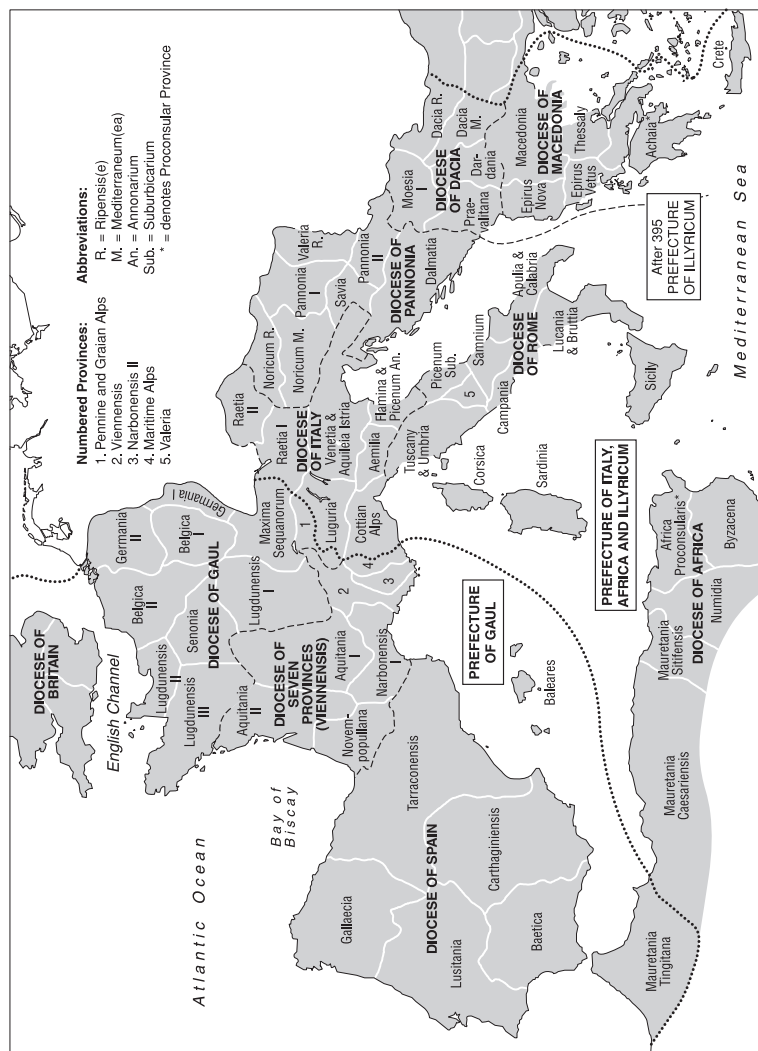 Numbered Provinces:
1. Pennine and Graian Alps
2. Viennensis
3. Narbonensis II
4. Maritime Alps
5. Valeria
Abbreviations:
R. = Ripensis(e)
M. = Mediterraneum(ea)
An. = Annonarium
Sub. = Suburbicarium
* = denotes Proconsular Province
DIOCESE OF
BRITAIN
English Channel
Atlantic Ocean
Bay of
Biscay
Germania
II
Germania I
Belgica
I
Belgica
II
DIOCESE OF GAUL
Senonia
Lugdunensis
II
Lugdunensis
III
Lugdunensis
I
Maxima
Sequanorum
1
2
3
4
Aquitania
II
DIOCESE OF
SEVEN
PROVINCES
(VIENNENSIS)
Aquitania
I
Novem-
populiana
Narbonensis
I
Tarraconensis
Gallaecia
DIOCESE OF SPAIN
Carthaginiensis
Lusitania
Baetica
Baleares
PREFECTURE
OF GAUL
Raetia
II
Raetia I
DIOCESE
OF ITALY
Venetia &
Aquileia Istria
Luguria
Aemilia
Cottian
Alps
Flamina &
Picenum An.
Tuscany
& Umbria
Picenum
Sub.
5
Samnium
Campania
DIOCESE
OF ROME
Apulia &
Calabria
Lucania
& Bruttia
Corsica
Sardinia
Sicily
Noricum R.
Noricum M.
Pannonia
I
Valeria
R.
Savia
Pannonia
II
DIOCESE OF
PANNONIA
Dalmatia
Moesia
I
DIOCESE
OF DACIA
Dacia R.
Dacia
M.
Dar-
dania
Prae-
valitana
Macedonia
DIOCESE OF
MACEDONIA
Epirus
Nova
Thessaly
Epirus
Vetus
Achaia*
Crete
After 395
PREFECTURE
OF ILLYRICUM
Mediterranean Sea
PREFECTURE OF ITALY,
AFRICA AND ILLYRICUM
Africa
Proconsularis*
Byzacena
DIOCESE OF AFRICA
Numidia
Mauretania
Sitifensis
Mauretania
Caesariensis
Mauretania
Tingitana